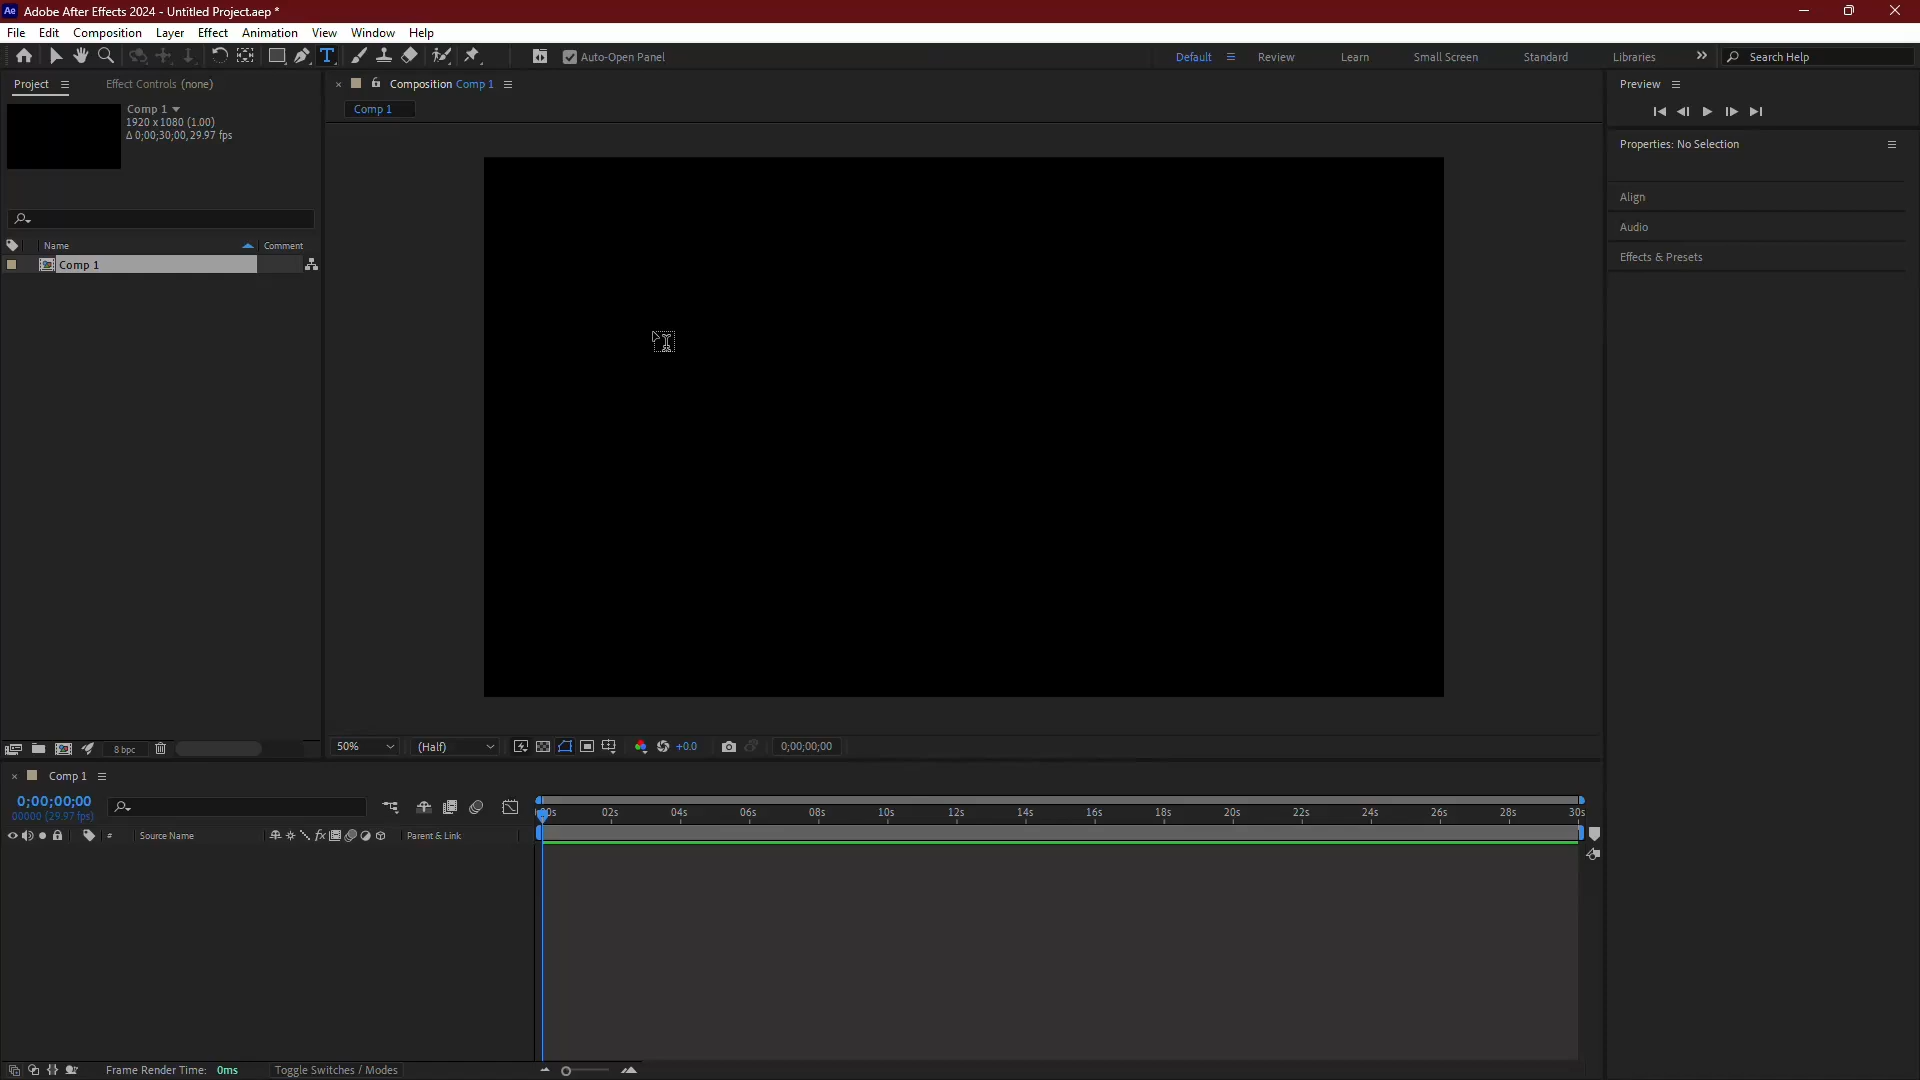 Ae Adobe After Effects 2024 - Untitled Project.aep *
File Edit Composition Layer Effect Animation View Window Help
T Auto-Open Panel Default Review Learn Small Screen Standard Libraries Search Help
Project Effect Controls (none)
Composition Comp 1
Preview
Comp 1
1920 x 1080 (1.00)
Δ 0;00;30;00, 29.97 fps
Comp 1
Properties: No Selection
Align
Audio
Effects & Presets
Name Comment
Comp 1
8 bpc
50% (Half) +0.0 0;00;00;00
Comp 1
0;00;00;00
00000 (29.97 fps)
:00s 02s 04s 06s 08s 10s 12s 14s 16s 18s 20s 22s 24s 26s 28s 30s
# Source Name fx Parent & Link
Frame Render Time: 0ms Toggle Switches / Modes